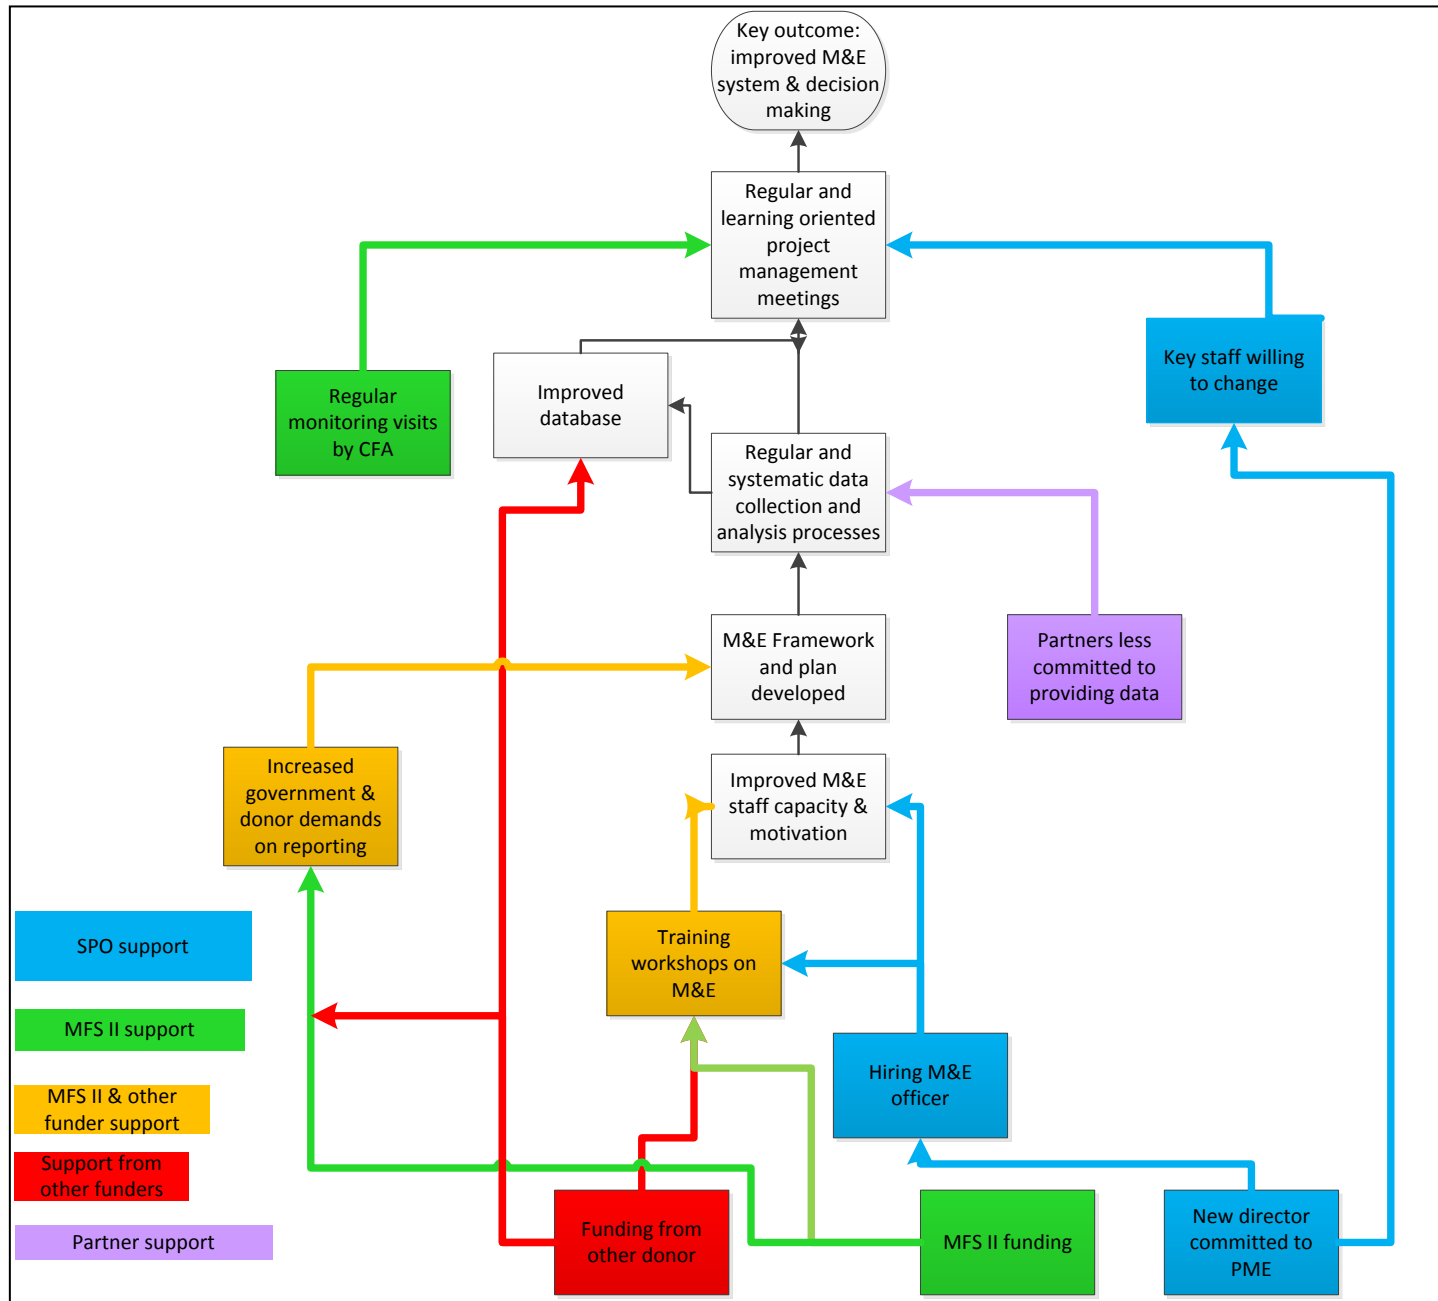 Key outcome:
improved M&E
system & decision
making
Regular and
learning oriented
project
management
meetings
Key staff willing
to change
Improved
database
Regular
monitoring visits
by CFA
Regular and
systematic data
collection and
analysis processes
M&E Framework
and plan
developed
Partners less
committed to
providing data
Increased
government &
donor demands
on reporting
Improved M&E
staff capacity &
motivation
SPO support
Training
workshops on
M&E
MFS II support
Hiring M&E
officer
MFS II & other
funder support
Support from
other funders
Partner support
Funding from
other donor
MFS II funding
New director
committed to
PME